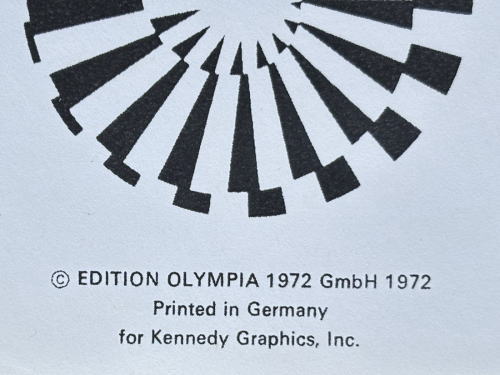 © EDITION OLYMPIA 1972 GmbH 1972
Printed in Germany
for Kennedy Graphics, Inc.